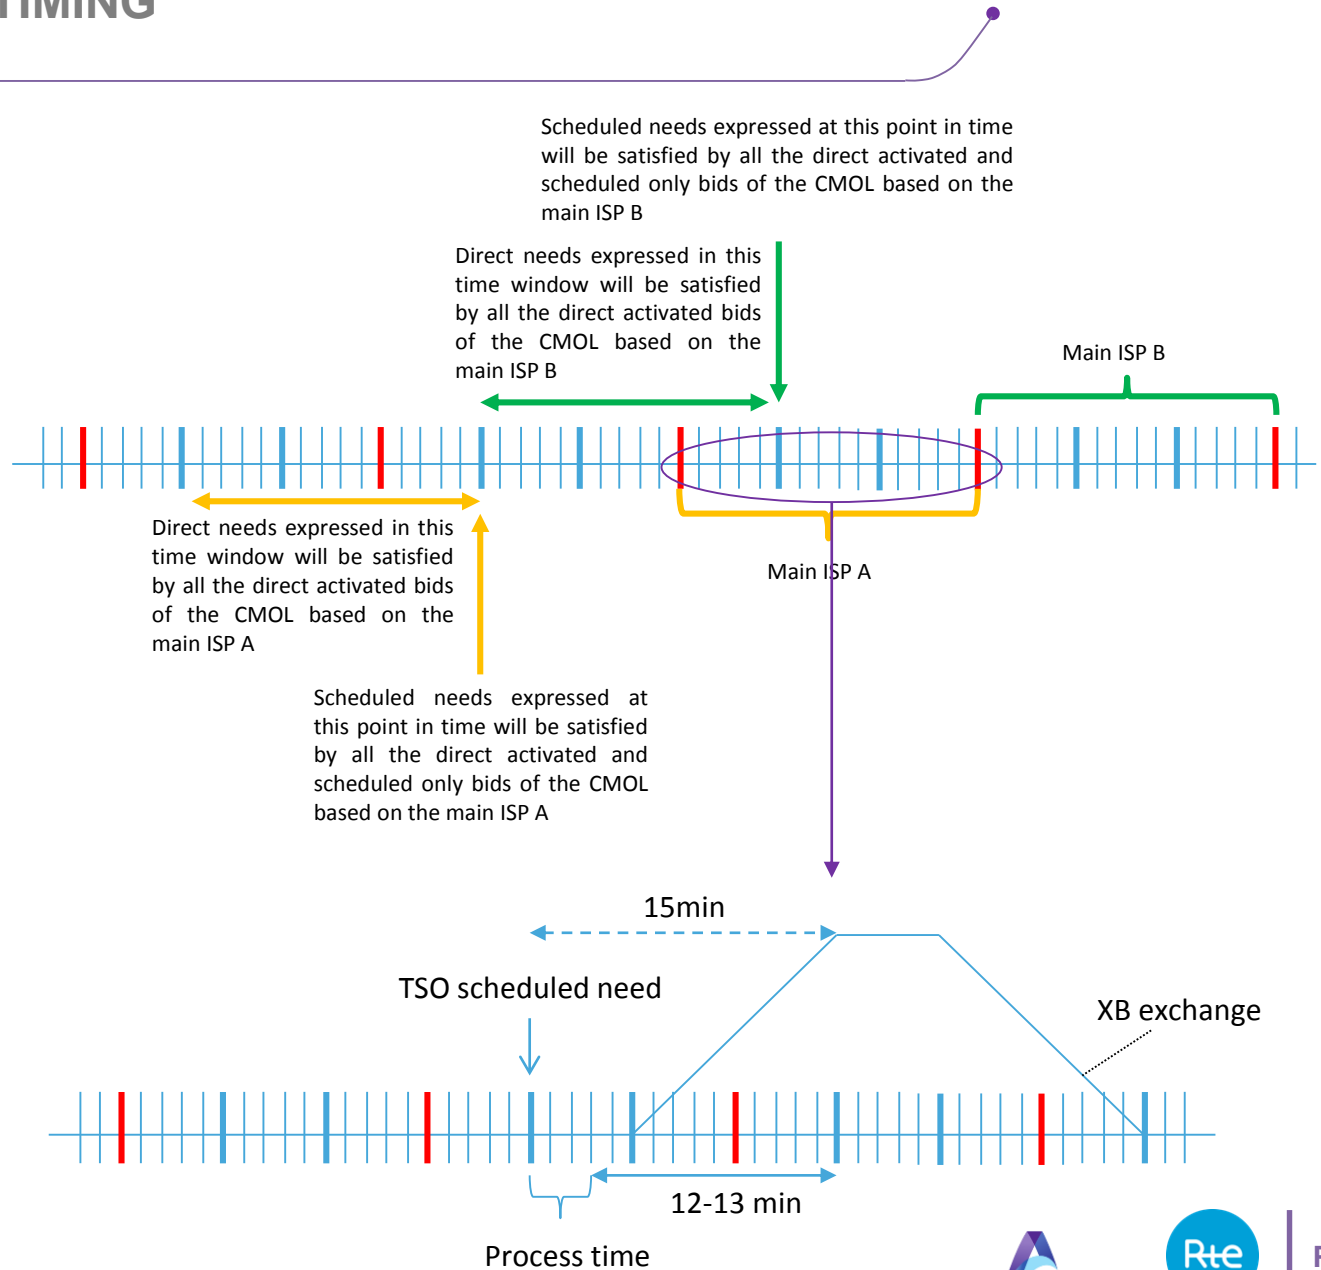 TIMING
Scheduled needs expressed at this point in time
will be satisfied by all the direct activated and
scheduled only bids of the CMOL based on the
main ISP B
Direct needs expressed in this
time window will be satisfied
by all the direct activated bids
of the CMOL based on the
main ISP B
Main ISP B
Direct needs expressed in this
time window will be satisfied
by all the direct activated bids
of the CMOL based on the
main ISP A
Main ISP A
Scheduled needs expressed at
this point in time will be satisfied
by all the direct activated and
scheduled only bids of the CMOL
based on the main ISP A
15min
TSO scheduled need
XB exchange
12-13 min
Process time
Rte